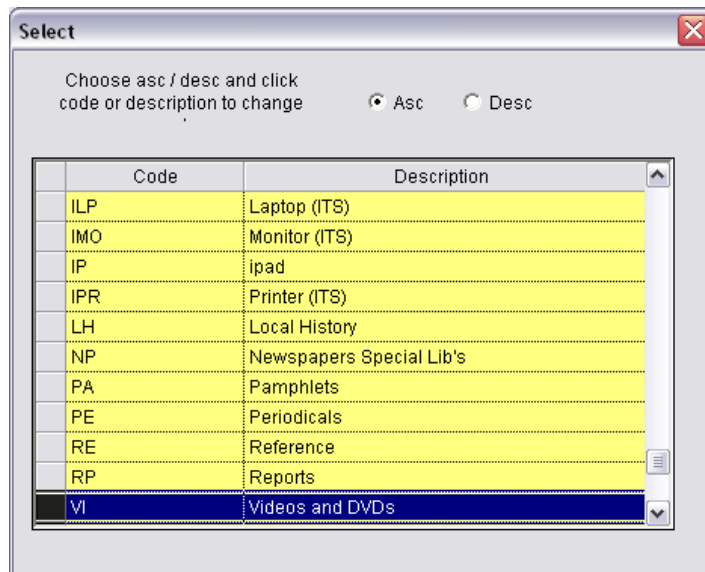 Select
Choose asc / desc and click
code or description to change
Asc Desc
Code Description
ILP Laptop (ITS)
IMO Monitor (ITS)
IP ipad
IPR Printer (ITS)
LH Local History
NP Newspapers Special Lib's
PA Pamphlets
PE Periodicals
RE Reference
RP Reports
VI Videos and DVDs